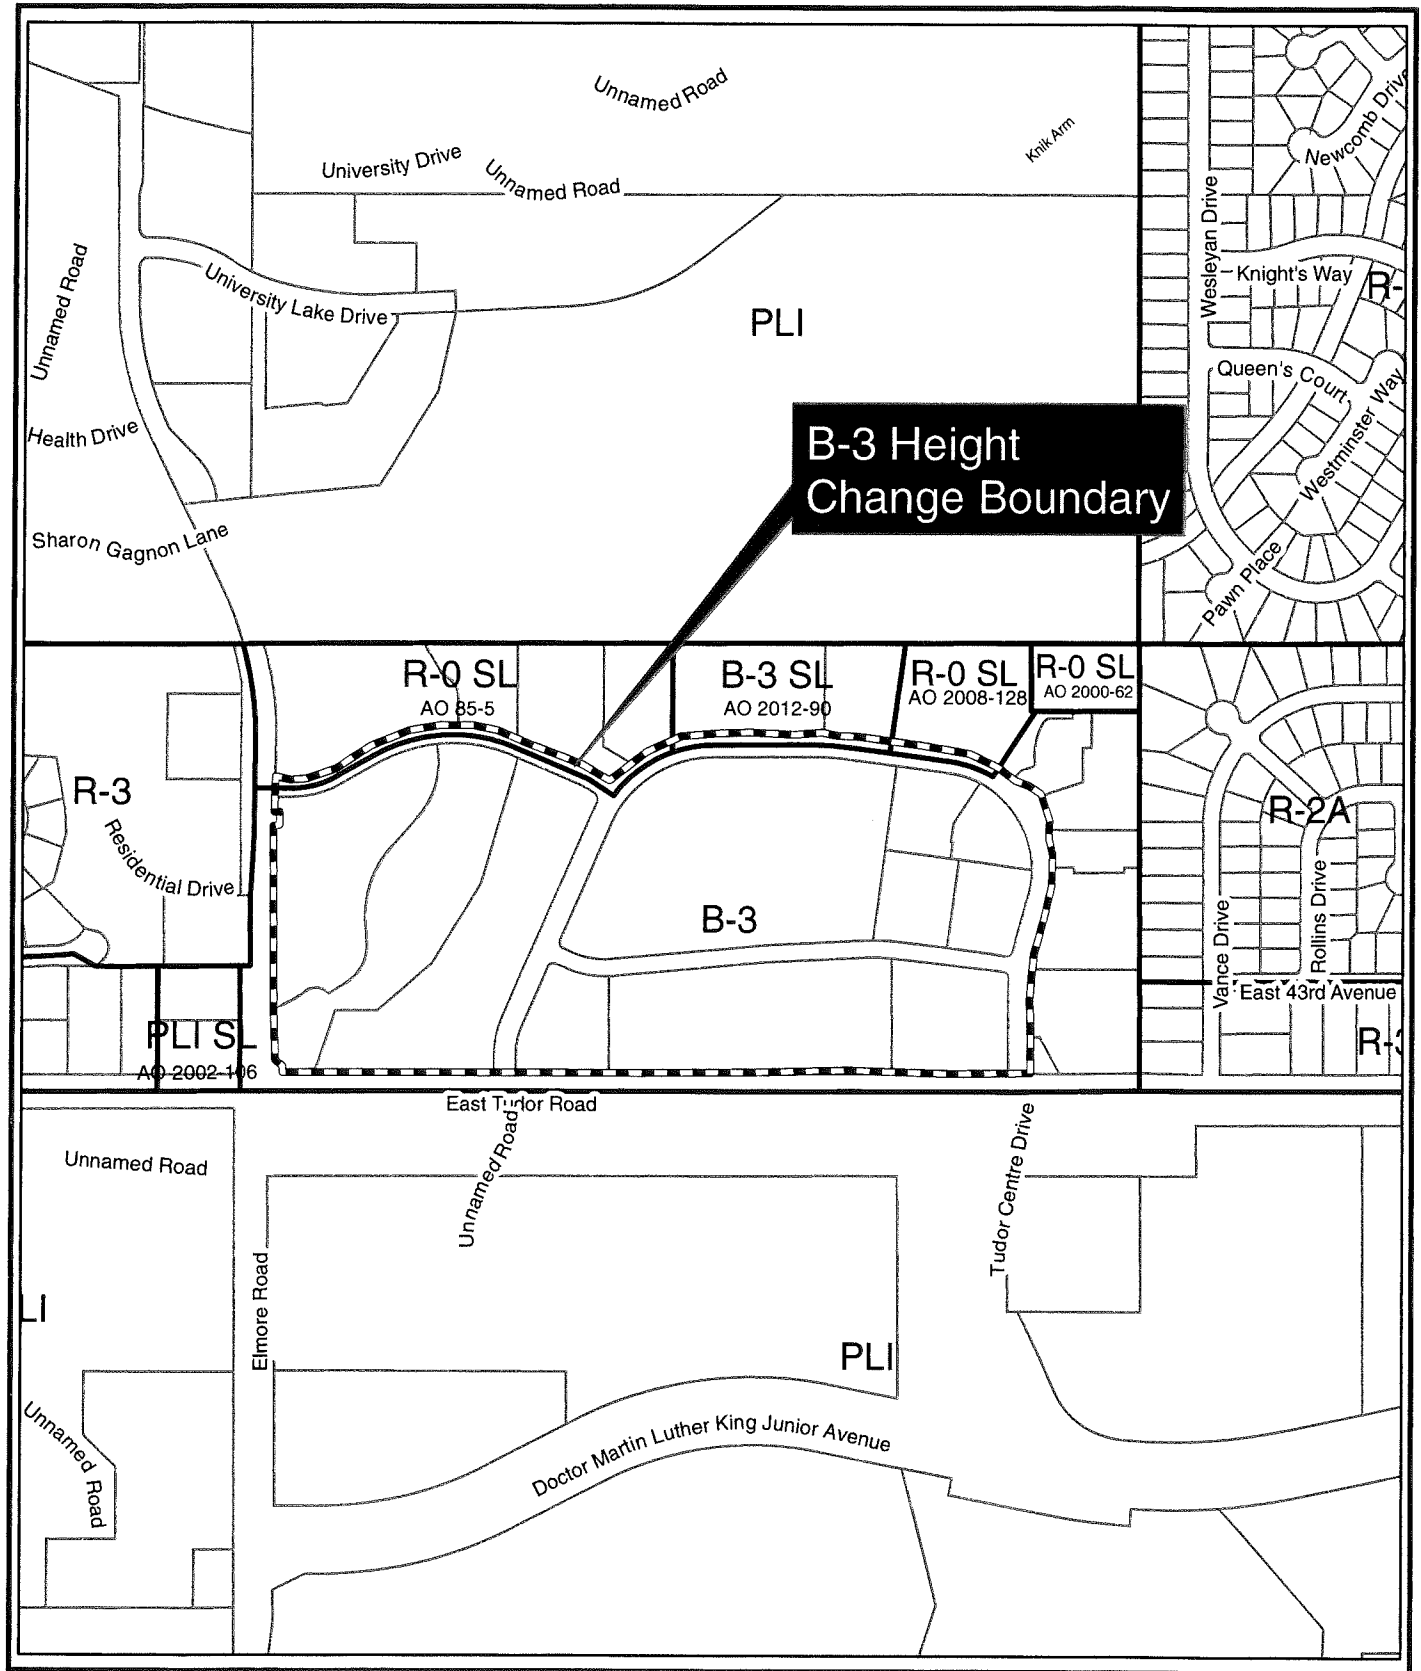 Unnamed Road
Knik Arm
University Drive
Unnamed Road
Newcomb Drive
Wesleyan Drive
Unnamed Road
University Lake Drive
Knight's Way
R-
PLI
Queen's Court
Westminster Way
Health Drive
B-3 Height
Change Boundary
Sharon Gagnon Lane
Pawn Place
R-0 SL
AO 85-5
B-3 SL
AO 2012-90
R-0 SL
AO 2008-128
R-0 SL
AO 2000-62
R-3
Residential Drive
R-2A
B-3
Vance Drive
Rollins Drive
East 43rd Avenue
PLI SL
AO 2002-106
R-3
East Tudor Road
Unnamed Road
Unnamed Road
Tudor Centre Drive
Elmore Road
LI
PLI
Unnamed Road
Doctor Martin Luther King Junior Avenue